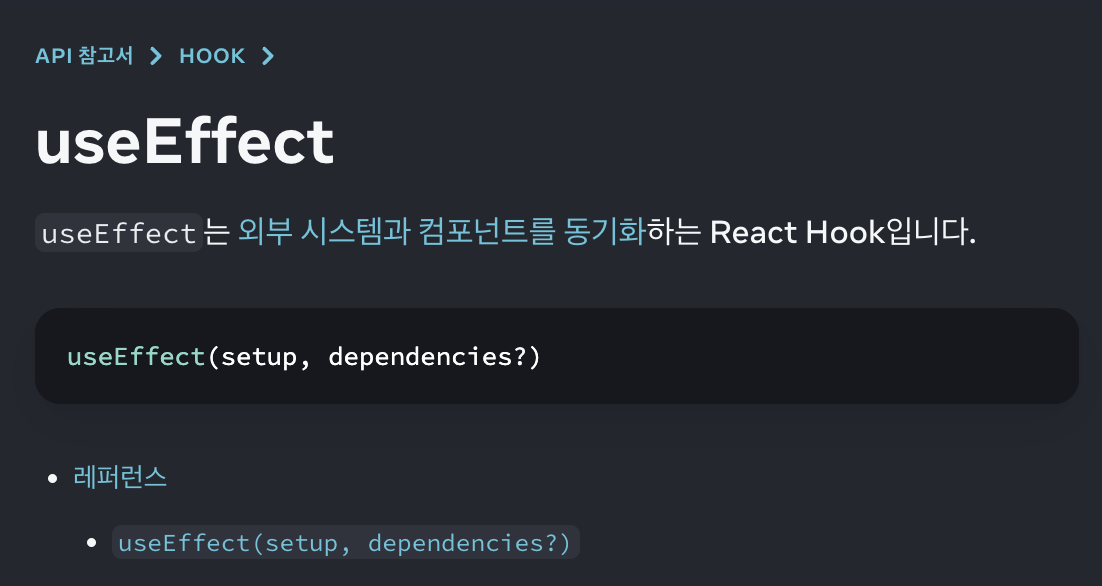 API 참고서 > HOOK >
useEffect
useEffect는 외부 시스템과 컴포넌트를 동기화하는 React Hook입니다.
useEffect(setup, dependencies?)
레퍼런스
useEffect(setup, dependencies?)